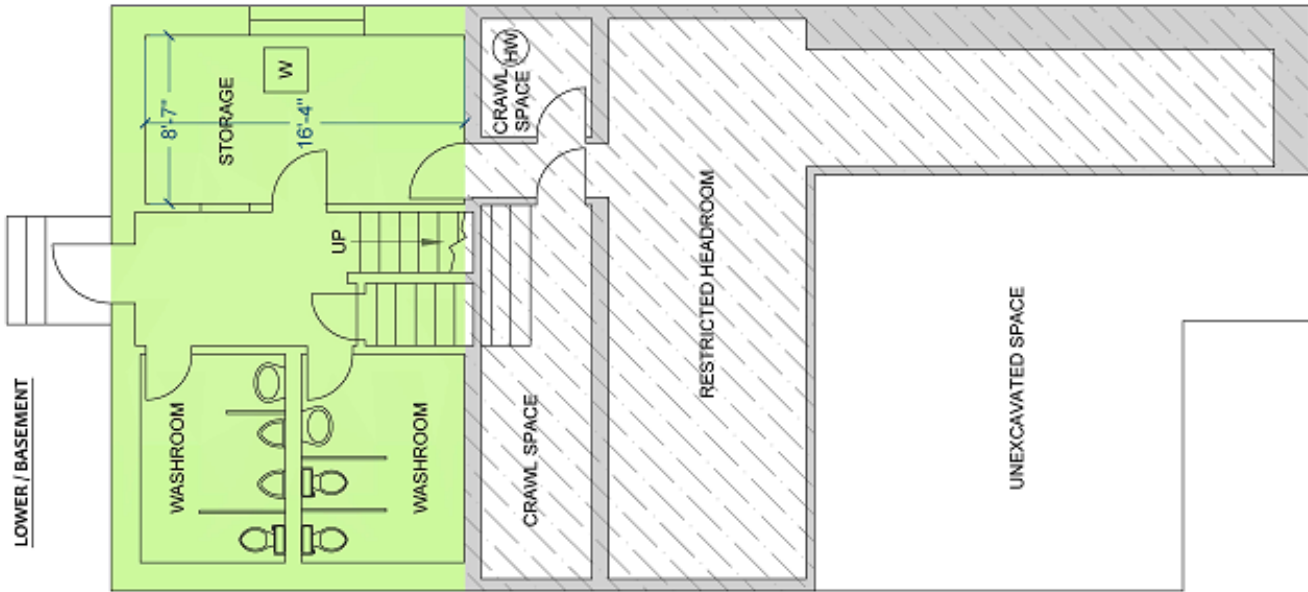 LOWER / BASEMENT
WASHROOM
WASHROOM
UP
STORAGE
8'-7"
16'-4"
W
CRAWL
SPACE
HW
CRAWL SPACE
RESTRICTED HEADROOM
UNEXCAVATED SPACE